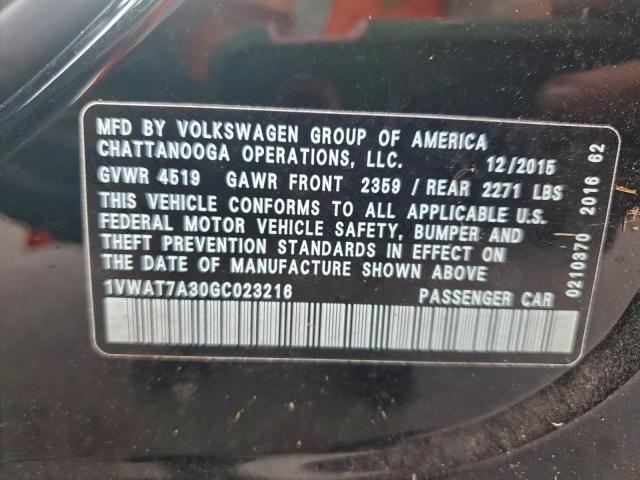 MFD BY VOLKSWAGEN GROUP OF AMERICA
CHATTANOOGA OPERATIONS, LLC. 12/2015
GVWR 4519 GAWR FRONT 2359 / REAR 2271 LBS
THIS VEHICLE CONFORMS TO ALL APPLICABLE U.S.
FEDERAL MOTOR VEHICLE SAFETY, BUMPER AND
THEFT PREVENTION STANDARDS IN EFFECT ON
THE DATE OF MANUFACTURE SHOWN ABOVE
1VWAT7A30GC023216 PASSENGER CAR
0210370 2016 62